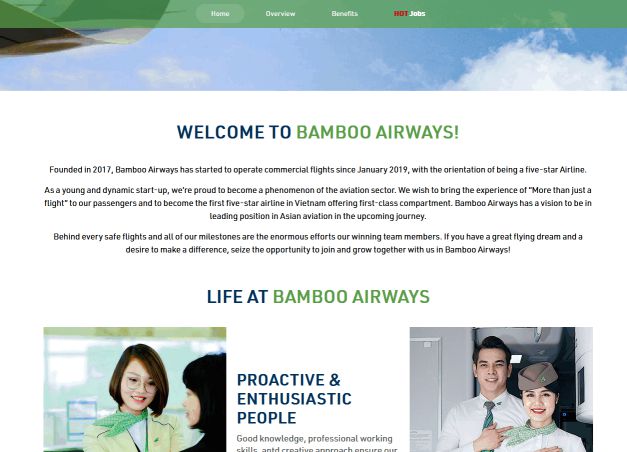 Home Overview Benefits HOT Jobs
WELCOME TO BAMBOO AIRWAYS!
Founded in 2017, Bamboo Airways has started to operate commercial flights since January 2019, with the orientation of being a five-star Airline.
As a young and dynamic start-up, we're proud to become a phenomenon of the aviation sector. We wish to bring the experience of "More than just a
flight" to our passengers and to become the first five-star airline in Vietnam offering first-class compartment. Bamboo Airways has a vision to be in
leading position in Asian aviation in the upcoming journey.
Behind every safe flights and all of our milestones are the enormous efforts our winning team members. If you have a great flying dream and a
desire to make a difference, seize the opportunity to join and grow together with us in Bamboo Airways!
LIFE AT BAMBOO AIRWAYS
PROACTIVE &
ENTHUSIASTIC
PEOPLE
Good knowledge, professional working
skills, antd creative approach ensure our